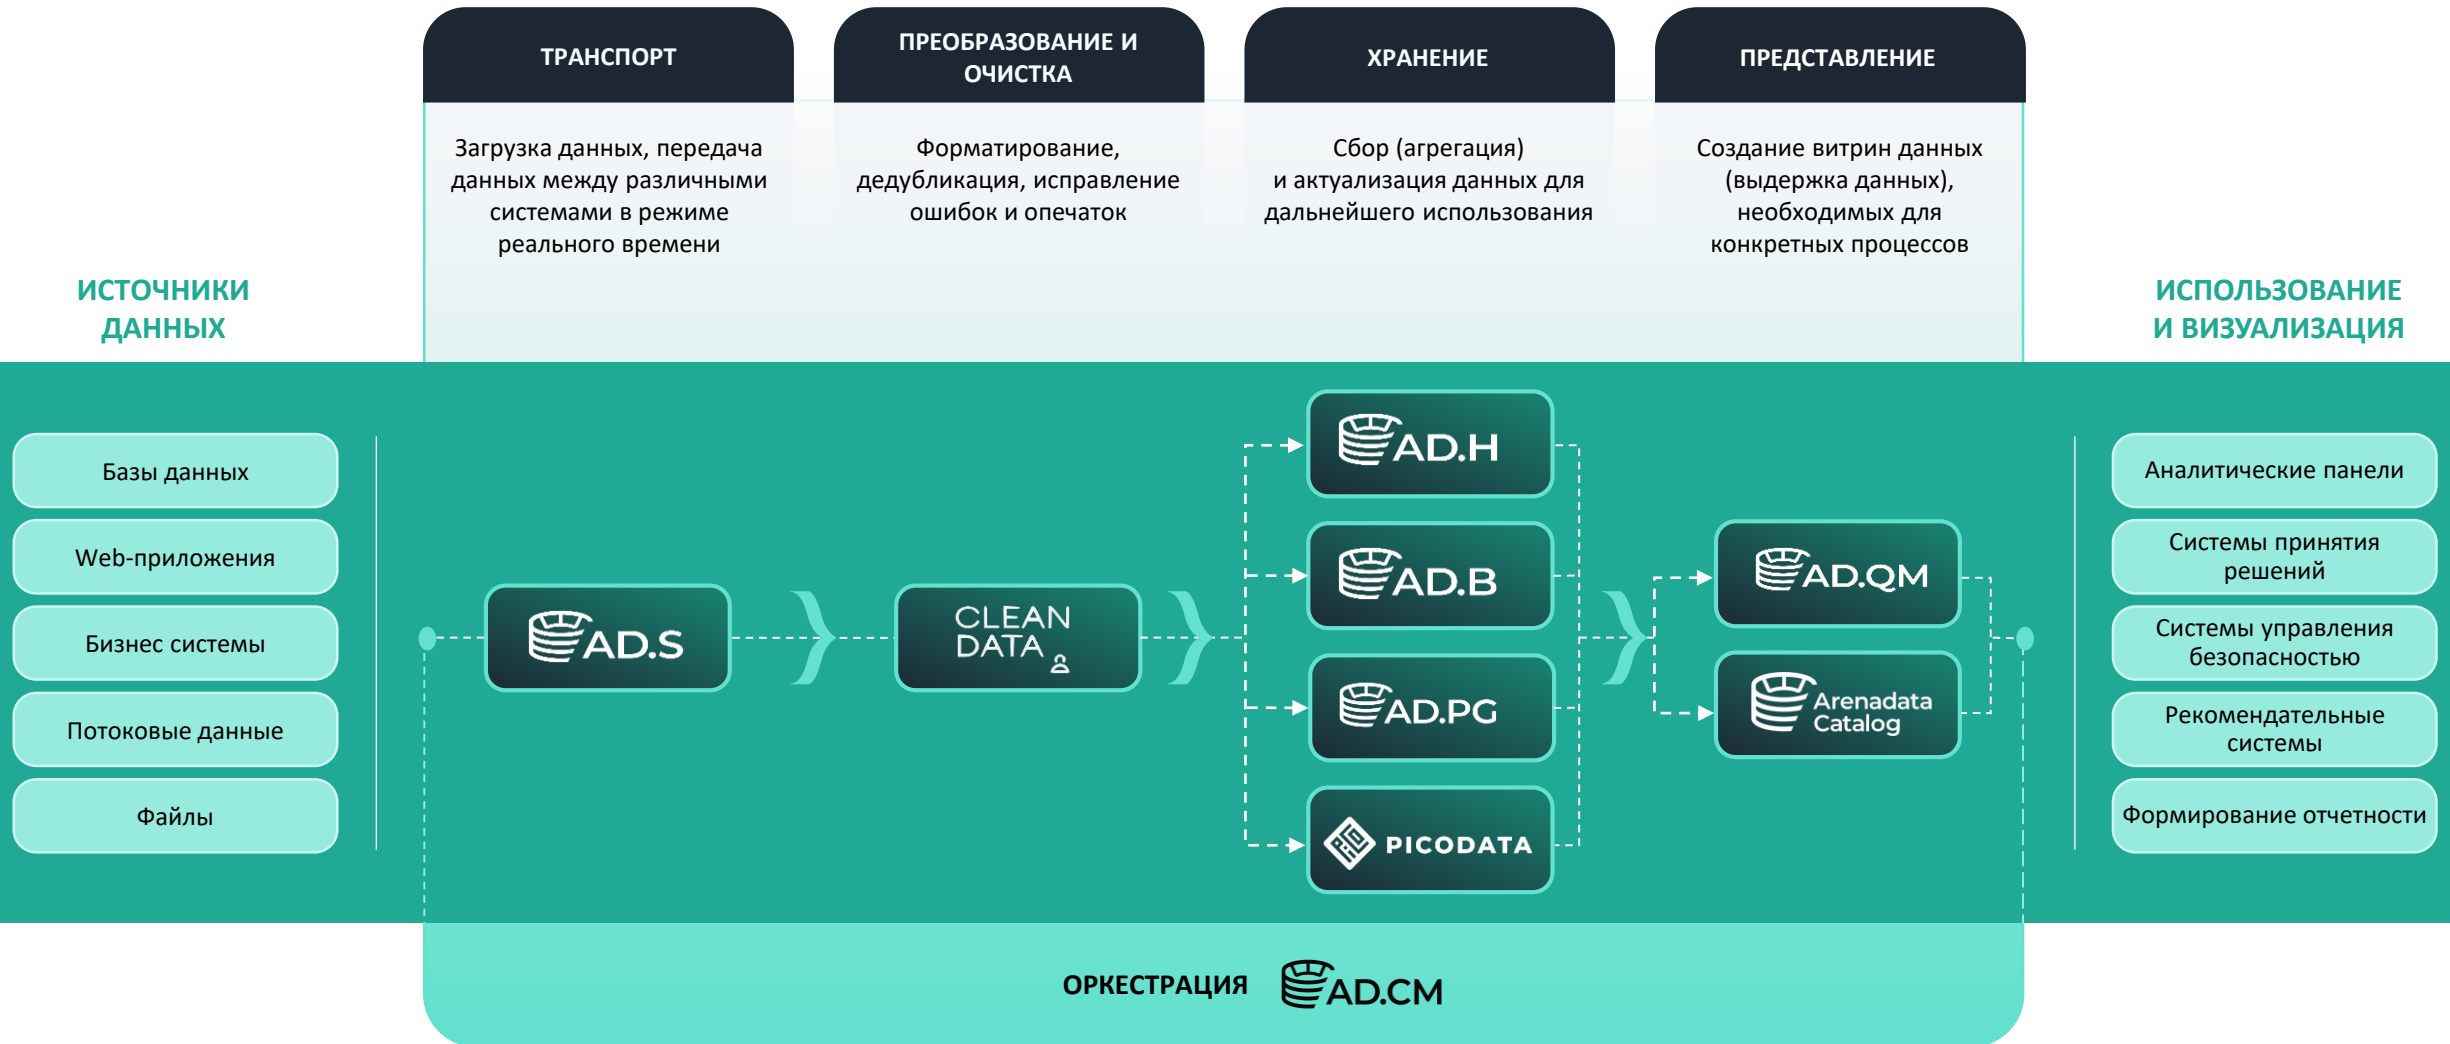 ТРАНСПОРТ
Загрузка данных, передача
данных между различными
системами в режиме
реального времени
ПРЕОБРАЗОВАНИЕ И
ОЧИСТКА
Форматирование,
дедубликация, исправление
ошибок и опечаток
ХРАНЕНИЕ
Сбор (агрегация)
и актуализация данных для
дальнейшего использования
ПРЕДСТАВЛЕНИЕ
Создание витрин данных
(выдержка данных),
необходимых для
конкретных процессов
ИСТОЧНИКИ
ДАННЫХ
Базы данных
Web-приложения
Бизнес системы
Потоковые данные
Файлы
AD.S
CLEAN
DATA
AD.H
AD.B
AD.PG
PICODATA
AD.QM
Arenadata
Catalog
ИСПОЛЬЗОВАНИЕ
И ВИЗУАЛИЗАЦИЯ
Аналитические панели
Системы принятия
решений
Системы управления
безопасностью
Рекомендательные
системы
Формирование отчетности
ОРКЕСТРАЦИЯ AD.CM